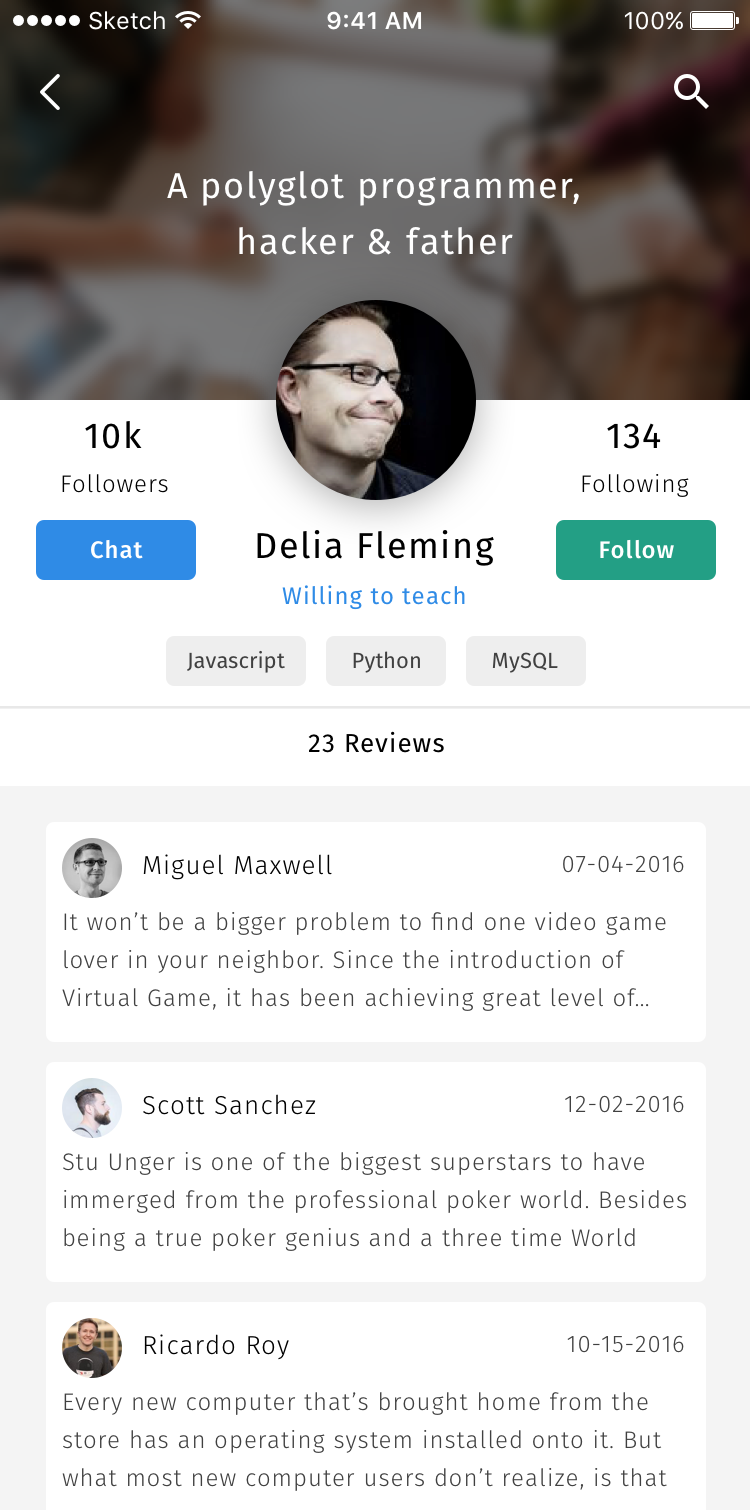 Sketch 9:41 AM 100%
A polyglot programmer,
hacker & father
10k
Followers
134
Following
Chat
Delia Fleming
Follow
Willing to teach
Javascript Python MySQL
23 Reviews
Miguel Maxwell 07-04-2016
It won’t be a bigger problem to find one video game
lover in your neighbor. Since the introduction of
Virtual Game, it has been achieving great level of…
Scott Sanchez 12-02-2016
Stu Unger is one of the biggest superstars to have
immerged from the professional poker world. Besides
being a true poker genius and a three time World
Ricardo Roy 10-15-2016
Every new computer that’s brought home from the
store has an operating system installed onto it. But
what most new computer users don’t realize, is that